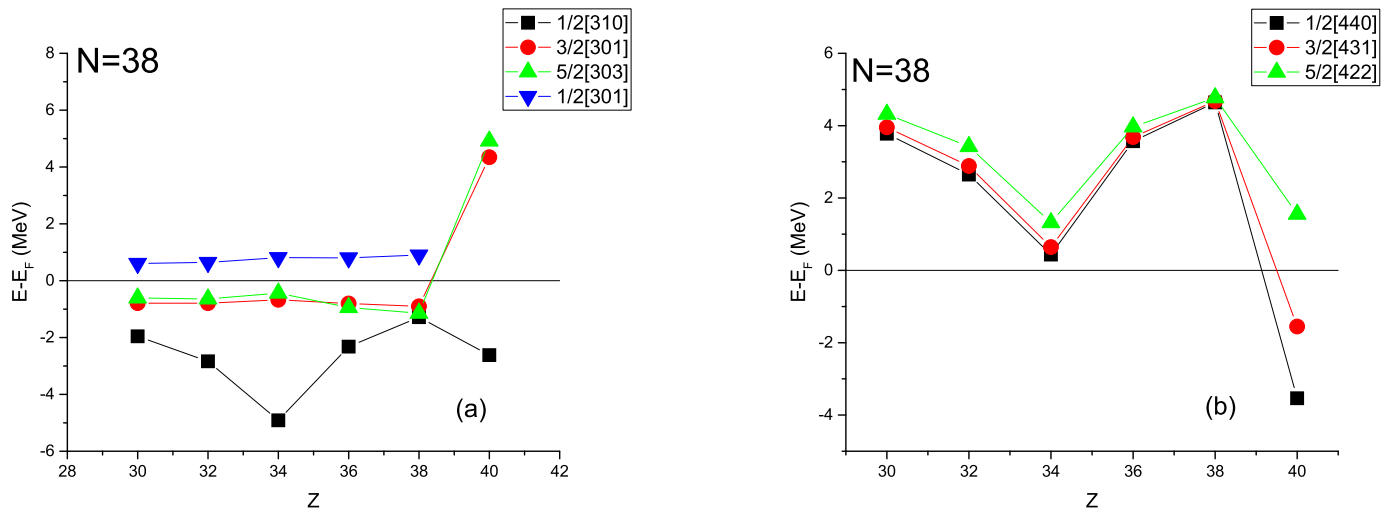 1/2[310]
3/2[301]
5/2[303]
1/2[301]
N=38
8
6
4
2
0
-2
-4
-6
E-E_F (MeV)
(a)
28 30 32 34 36 38 40 42
Z
1/2[440]
3/2[431]
5/2[422]
N=38
6
4
2
0
-2
-4
E-E_F (MeV)
(b)
30 32 34 36 38 40
Z